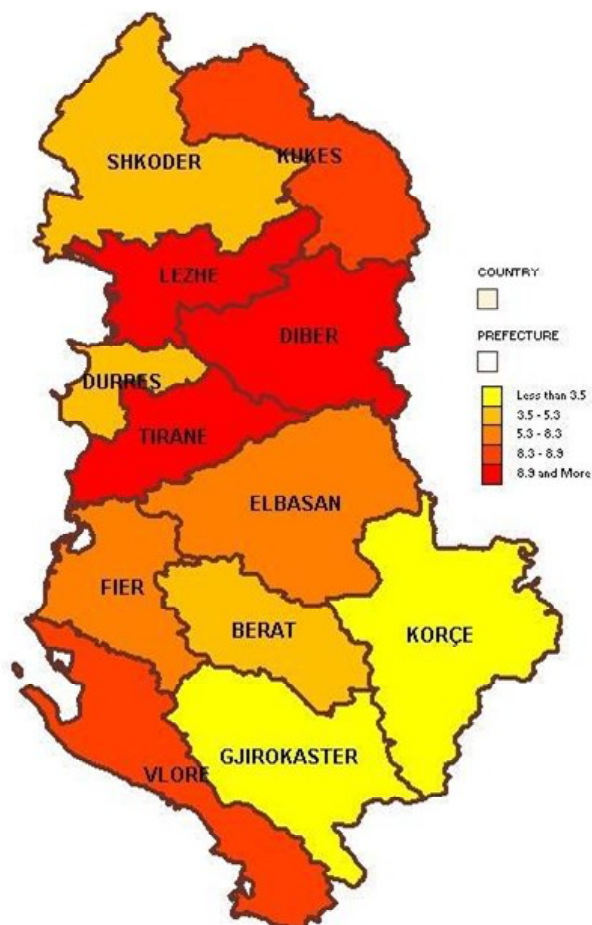 SHKODER
KUKES
LEZHE
DIBER
DURRES
TIRANE
ELBASAN
FIER
BERAT
KORÇE
GJIROKASTER
VLORE
COUNTRY
PREFECTURE
Less than 3.5
3.5 - 5.3
5.3 - 8.3
8.3 - 8.9
8.9 and More